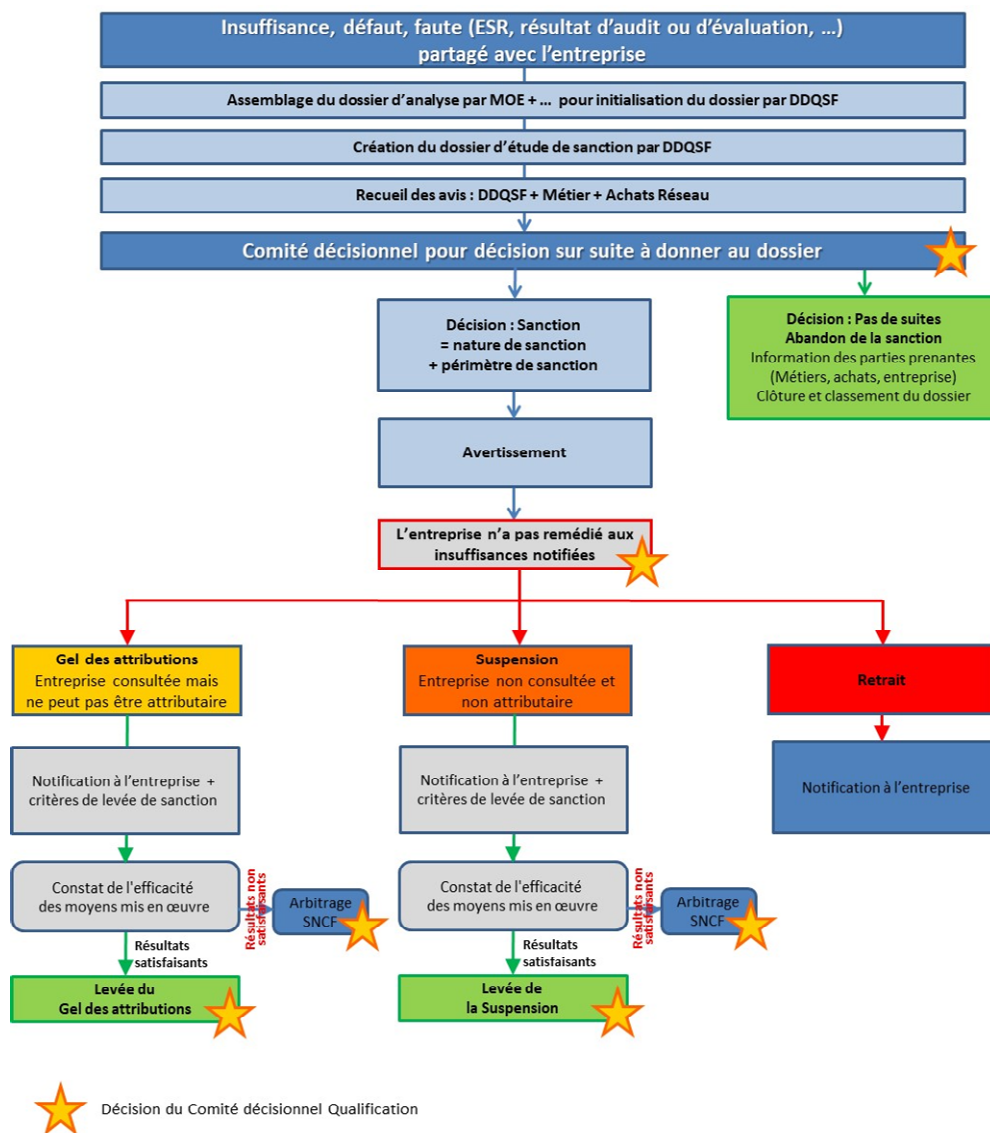 Insuffisance, défaut, faute (ESR, résultat d'audit ou d'évaluation, ...)
partagé avec l'entreprise
Assemblage du dossier d'analyse par MOE + ... pour initialisation du dossier par DDQSF
Création du dossier d'étude de sanction par DDQSF
Recueil des avis : DDQSF + Métier + Achats Réseau
Comité décisionnel pour décision sur suite à donner au dossier
Décision : Sanction
= nature de sanction
+ périmètre de sanction
Décision : Pas de suites
Abandon de la sanction
Information des parties prenantes
(Métiers, achats, entreprise)
Clôture et classement du dossier
Avertissement
L'entreprise n'a pas remédié aux
insuffisances notifiées
Gel des attributions
Entreprise consultée mais
ne peut pas être attributaire
Suspension
Entreprise non consultée et
non attributaire
Retrait
Notification à l'entreprise +
critères de levée de sanction
Notification à l'entreprise +
critères de levée de sanction
Notification à l'entreprise
Constat de l'efficacité
des moyens mis en œuvre
Résultats non
satisfaisants
Arbitrage
SNCF
Constat de l'efficacité
des moyens mis en œuvre
Résultats non
satisfaisants
Arbitrage
SNCF
Résultats
satisfaisants
Résultats
satisfaisants
Levée du
Gel des attributions
Levée de
la Suspension
Décision du Comité décisionnel Qualification